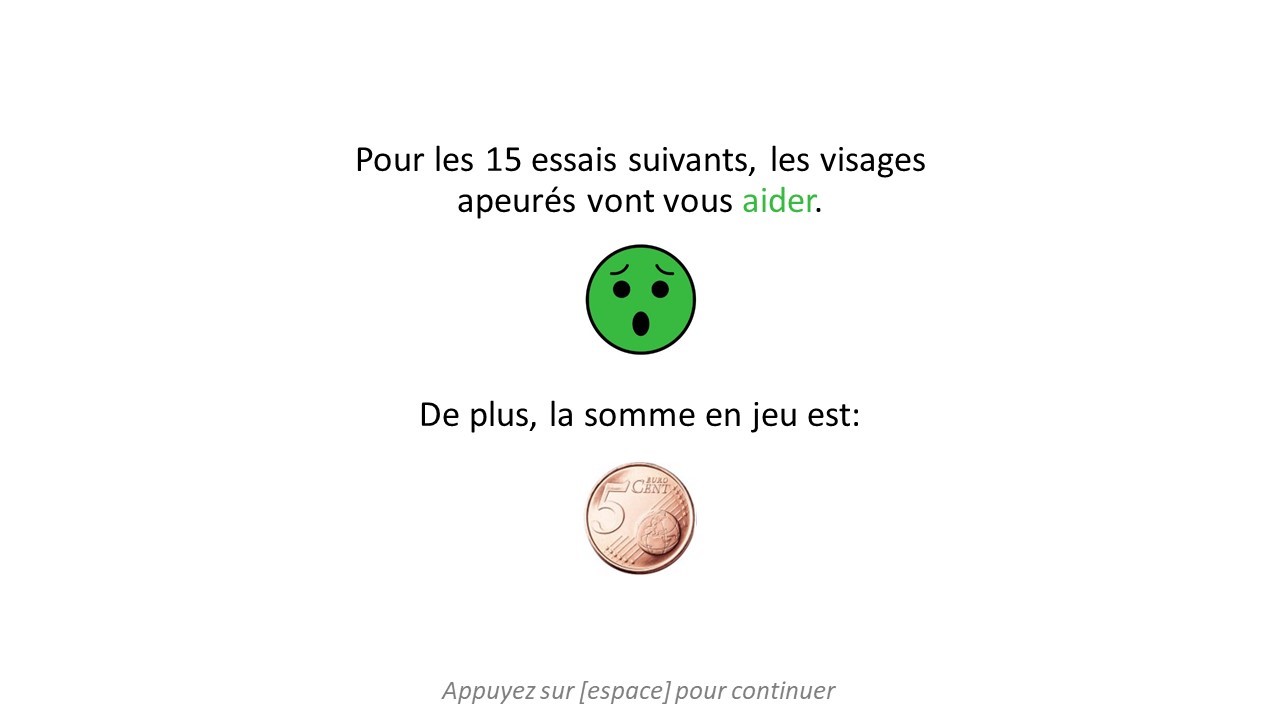 Pour les 15 essais suivants, les visages
apeurés vont vous aider.
De plus, la somme en jeu est:
5 EURO
CENT
Appuyez sur [espace] pour continuer